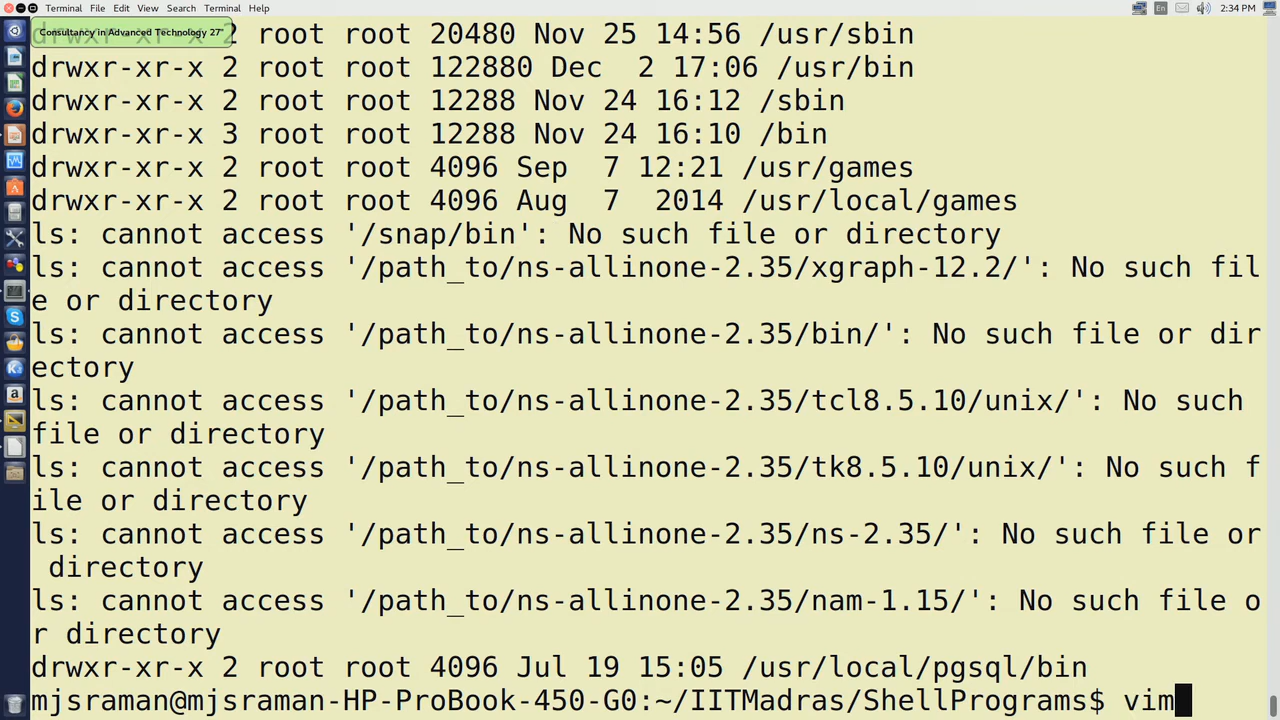 Terminal File Edit View Search Terminal Help En 2:34 PM
Consultancy in Advanced Technology 27"
drwxr-xr-x 2 root root 20480 Nov 25 14:56 /usr/sbin
drwxr-xr-x 2 root root 122880 Dec  2 17:06 /usr/bin
drwxr-xr-x 2 root root 12288 Nov 24 16:12 /sbin
drwxr-xr-x 3 root root 12288 Nov 24 16:10 /bin
drwxr-xr-x 2 root root 4096 Sep  7 12:21 /usr/games
drwxr-xr-x 2 root root 4096 Aug  7  2014 /usr/local/games
ls: cannot access '/snap/bin': No such file or directory
ls: cannot access '/path_to/ns-allinone-2.35/xgraph-12.2/': No such fil
e or directory
ls: cannot access '/path_to/ns-allinone-2.35/bin/': No such file or dir
ectory
ls: cannot access '/path_to/ns-allinone-2.35/tcl8.5.10/unix/': No such
file or directory
ls: cannot access '/path_to/ns-allinone-2.35/tk8.5.10/unix/': No such f
ile or directory
ls: cannot access '/path_to/ns-allinone-2.35/ns-2.35/': No such file or
 directory
ls: cannot access '/path_to/ns-allinone-2.35/nam-1.15/': No such file o
r directory
drwxr-xr-x 2 root root 4096 Jul 19 15:05 /usr/local/pgsql/bin
mjsraman@mjsraman-HP-ProBook-450-G0:~/IITMadras/ShellPrograms$ vim